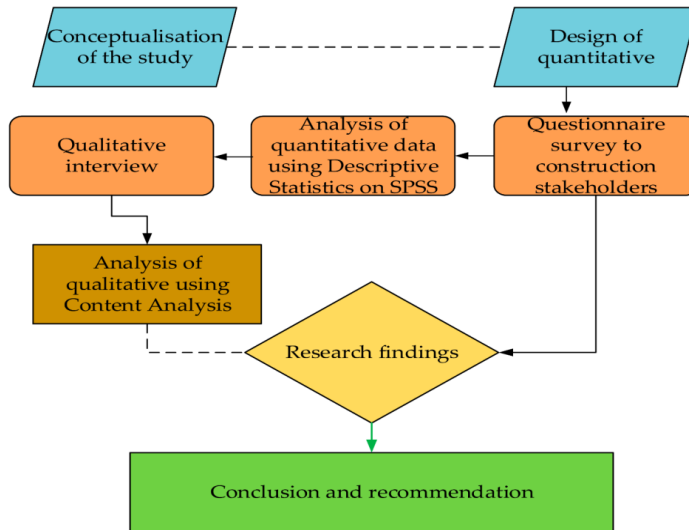 Conceptualisation
of the study
Design of
quantitative
Qualitative
interview
Analysis of
quantitative data
using Descriptive
Statistics on SPSS
Questionnaire
survey to
construction
stakeholders
Analysis of
qualitative using
Content Analysis
Research findings
Conclusion and recommendation